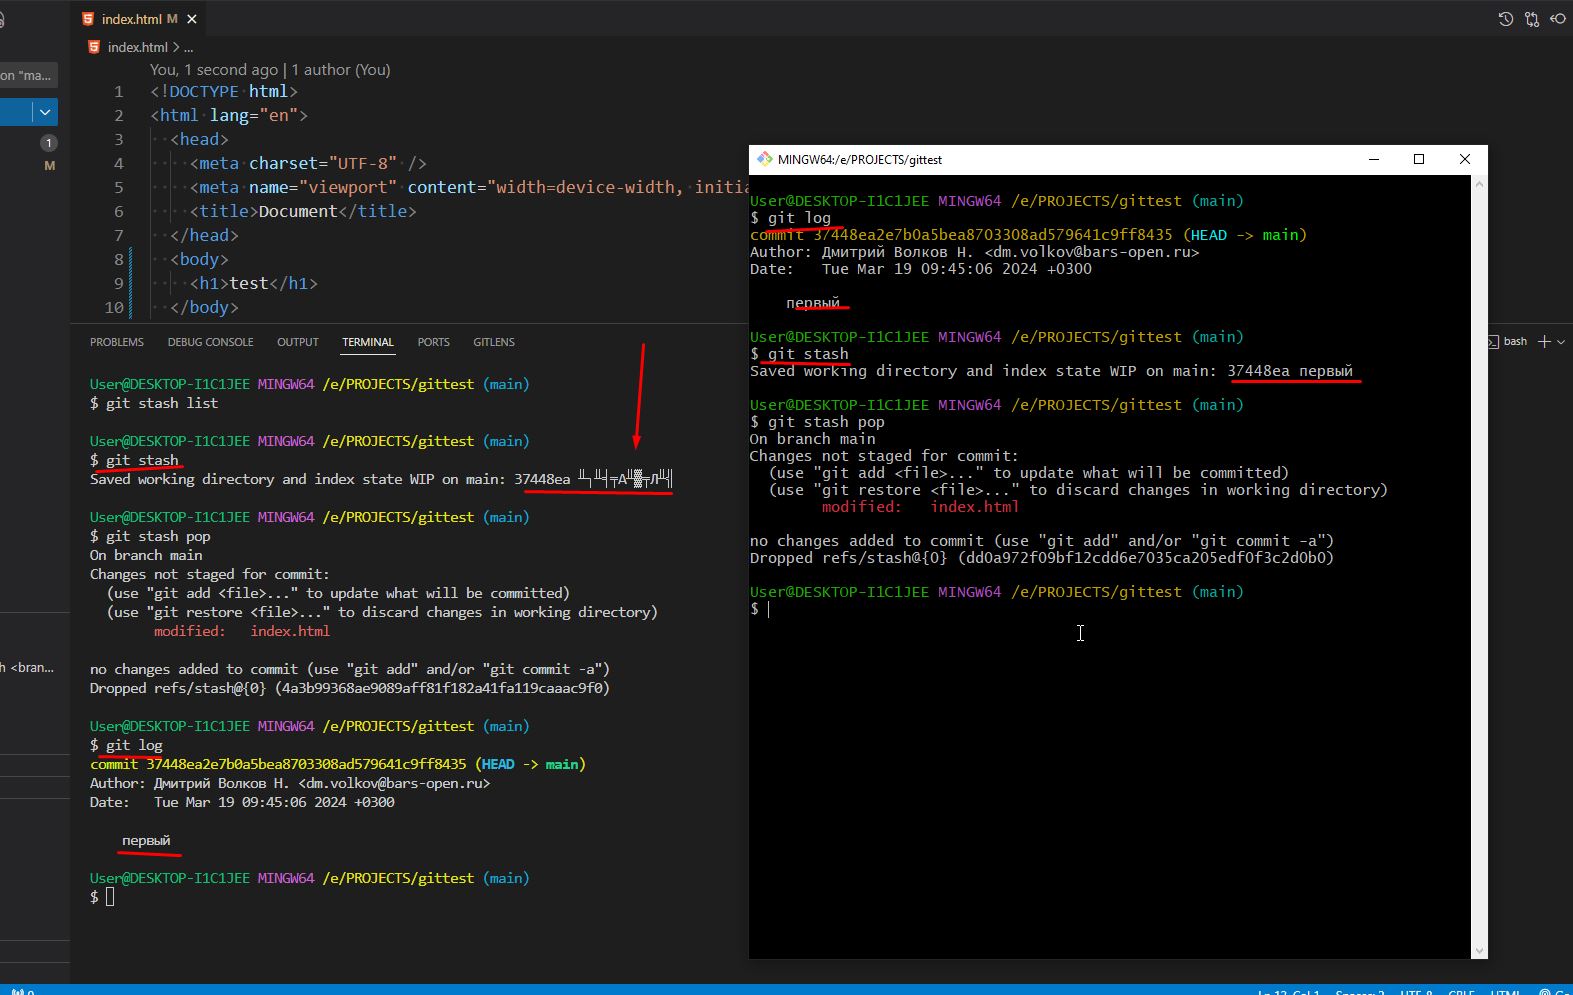 index.html M
index.html > ...
on "ma...
You, 1 second ago | 1 author (You)
1 <!DOCTYPE html>
2 <html lang="en">
3 <head>
4 <meta charset="UTF-8" />
5 <meta name="viewport" content="width=device-width, initia
6 <title>Document</title>
7 </head>
8 <body>
9 <h1>test</h1>
10 </body>
1
M
h <bran...
PROBLEMS DEBUG CONSOLE OUTPUT TERMINAL PORTS GITLENS
bash
User@DESKTOP-I1C1JEE MINGW64 /e/PROJECTS/gittest (main)
$ git stash list
User@DESKTOP-I1C1JEE MINGW64 /e/PROJECTS/gittest (main)
$ git stash
Saved working directory and index state WIP on main: 37448ea
User@DESKTOP-I1C1JEE MINGW64 /e/PROJECTS/gittest (main)
$ git stash pop
On branch main
Changes not staged for commit:
(use "git add <file>..." to update what will be committed)
(use "git restore <file>..." to discard changes in working directory)
modified: index.html
no changes added to commit (use "git add" and/or "git commit -a")
Dropped refs/stash@{0} (4a3b99368ae9089aff81f182a41fa119caaac9f0)
User@DESKTOP-I1C1JEE MINGW64 /e/PROJECTS/gittest (main)
$ git log
commit 37448ea2e7b0a5bea8703308ad579641c9ff8435 (HEAD -> main)
Author: Дмитрий Волков Н. <dm.volkov@bars-open.ru>
Date: Tue Mar 19 09:45:06 2024 +0300
первый
User@DESKTOP-I1C1JEE MINGW64 /e/PROJECTS/gittest (main)
$
MINGW64:/e/PROJECTS/gittest
User@DESKTOP-I1C1JEE MINGW64 /e/PROJECTS/gittest (main)
$ git log
commit 37448ea2e7b0a5bea8703308ad579641c9ff8435 (HEAD -> main)
Author: Дмитрий Волков Н. <dm.volkov@bars-open.ru>
Date: Tue Mar 19 09:45:06 2024 +0300
первый
User@DESKTOP-I1C1JEE MINGW64 /e/PROJECTS/gittest (main)
$ git stash
Saved working directory and index state WIP on main: 37448ea первый
User@DESKTOP-I1C1JEE MINGW64 /e/PROJECTS/gittest (main)
$ git stash pop
On branch main
Changes not staged for commit:
(use "git add <file>..." to update what will be committed)
(use "git restore <file>..." to discard changes in working directory)
modified: index.html
no changes added to commit (use "git add" and/or "git commit -a")
Dropped refs/stash@{0} (dd0a972f09bf12cdd6e7035ca205edf0f3c2d0b0)
User@DESKTOP-I1C1JEE MINGW64 /e/PROJECTS/gittest (main)
$